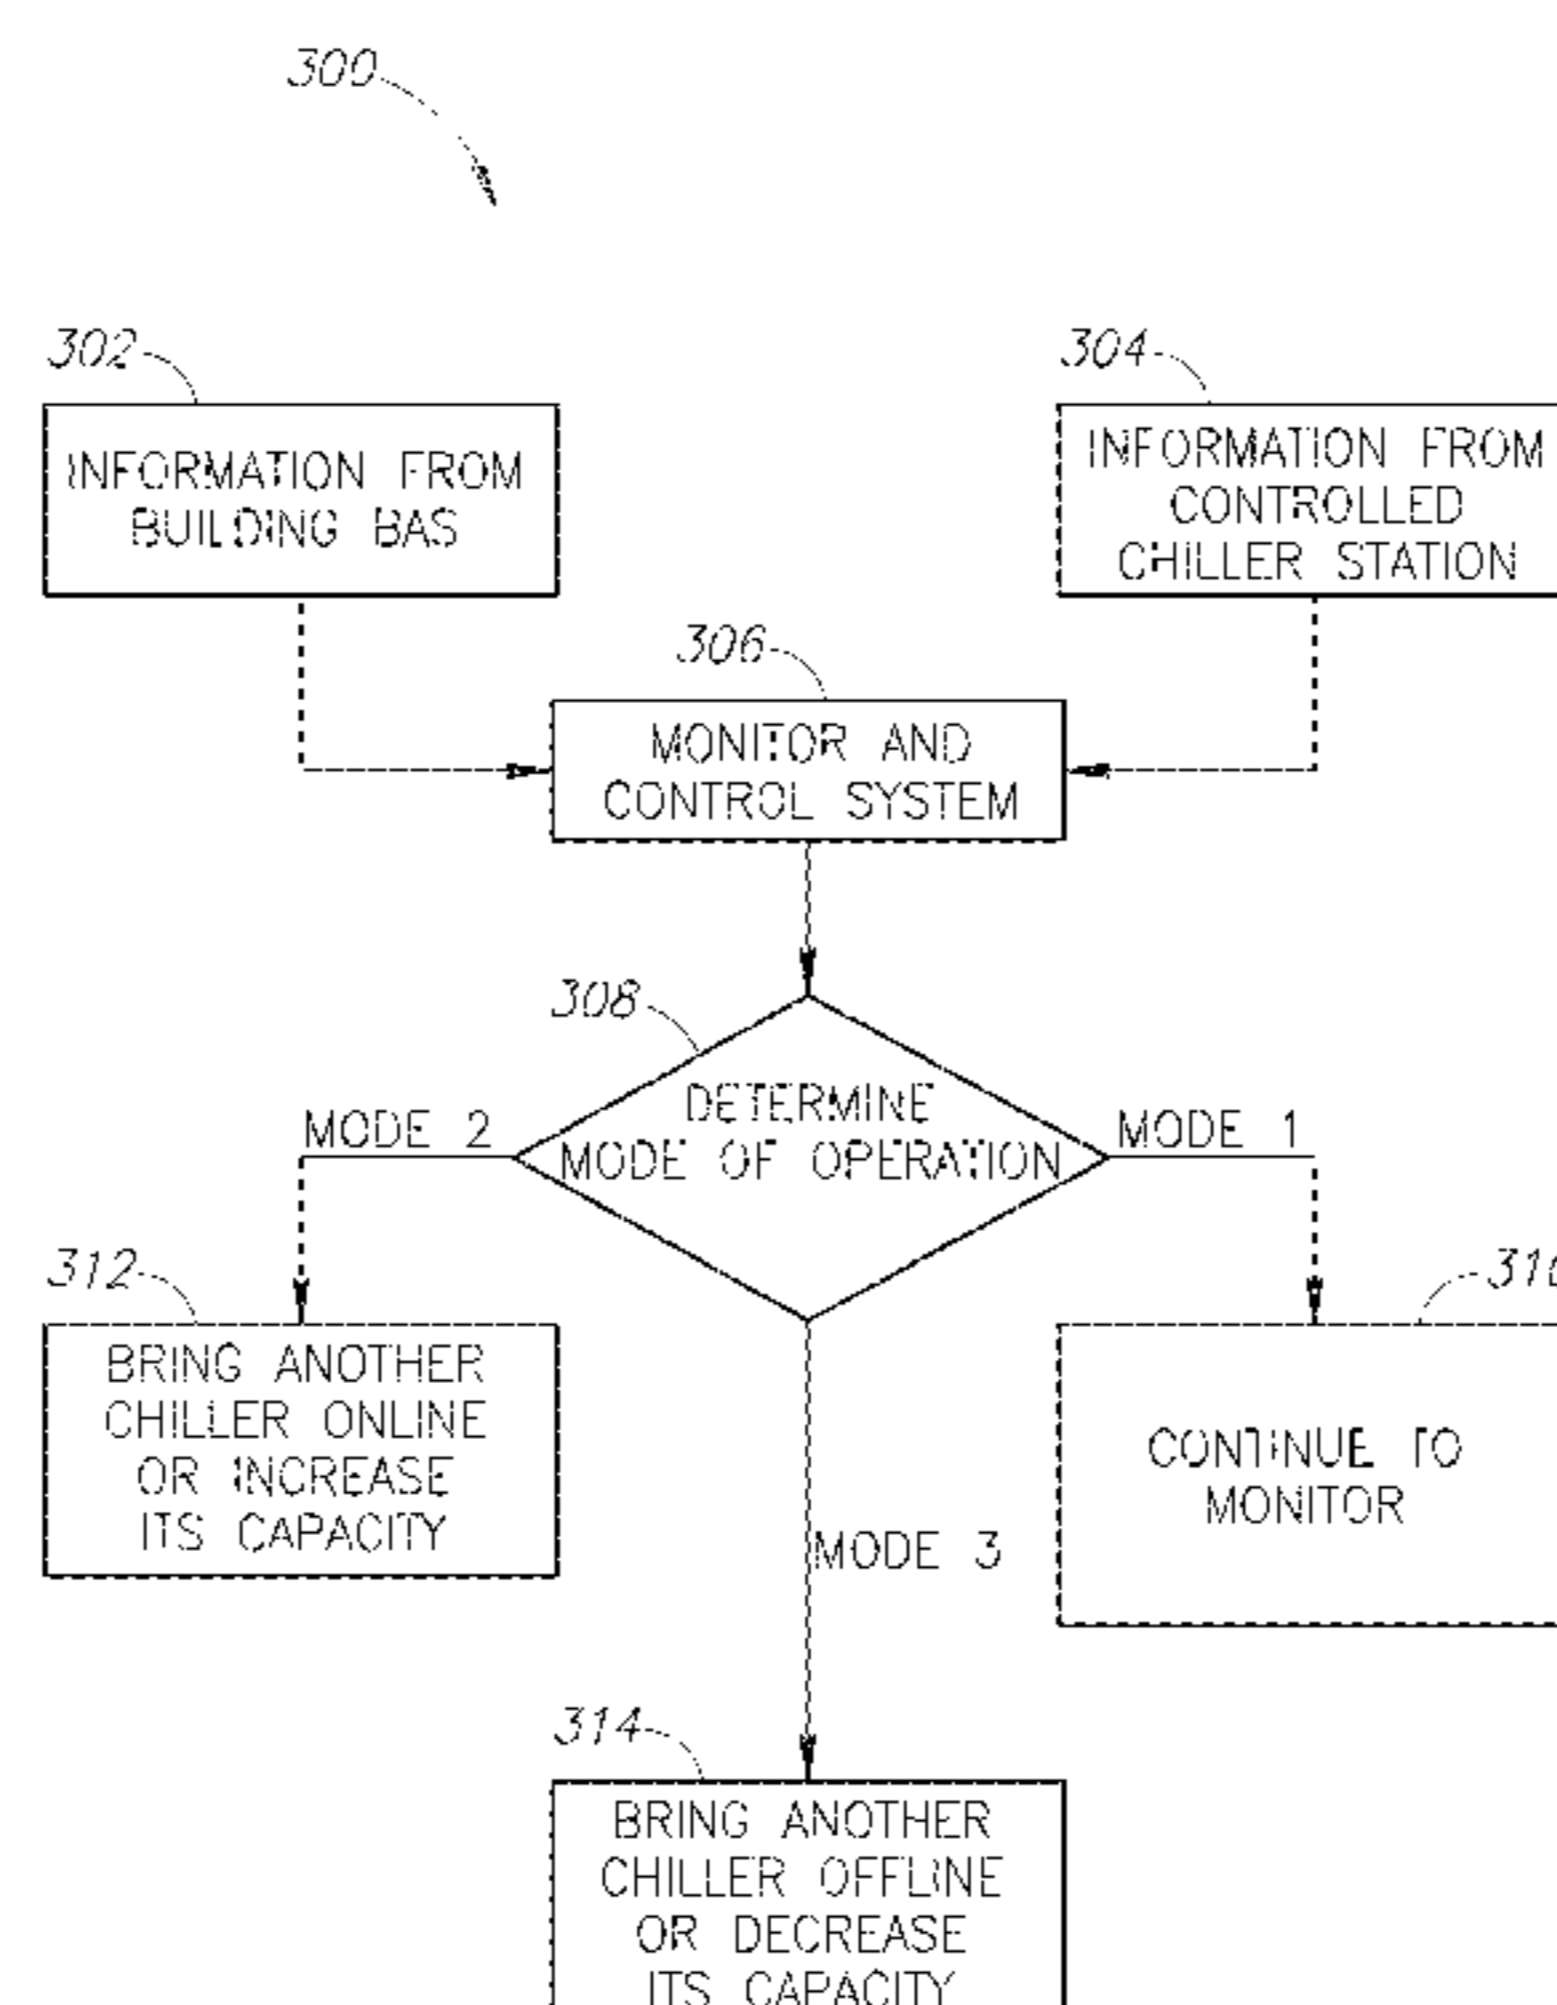 300
302
304
INFORMATION FROM
BUILDING BAS
INFORMATION FROM
CONTROLLED
CHILLER STATION
306
MONITOR AND
CONTROL SYSTEM
308
DETERMINE
MODE OF OPERATION
MODE 2
MODE 1
312
BRING ANOTHER
CHILLER ONLINE
OR INCREASE
ITS CAPACITY
CONTINUE TO
MONITOR
MODE 3
314
BRING ANOTHER
CHILLER OFFLINE
OR DECREASE
ITS CAPACITY